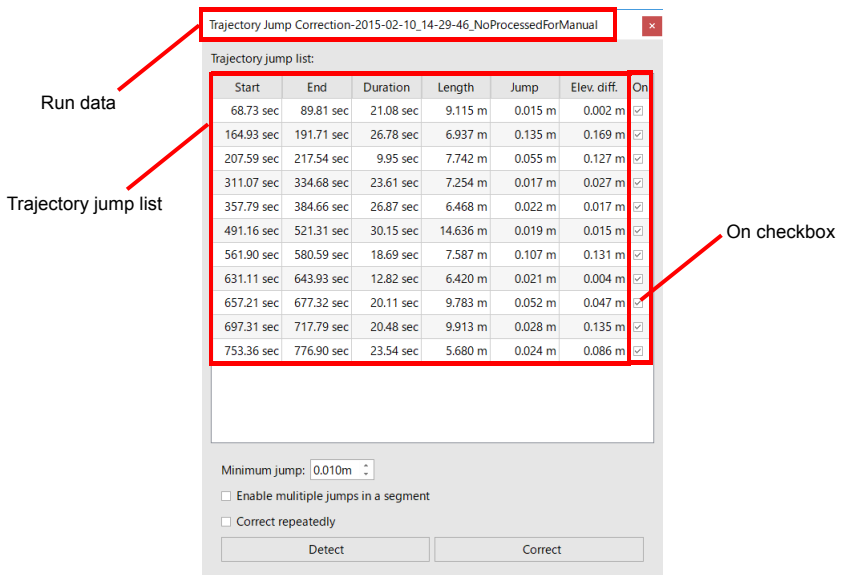 Trajectory Jump Correction-2015-02-10_14-29-46_NoProcessedForManual
Trajectory jump list:
Start End Duration Length Jump Elev. diff. On
68.73 sec 89.81 sec 21.08 sec 9.115 m 0.015 m 0.002 m
164.93 sec 191.71 sec 26.78 sec 6.937 m 0.135 m 0.169 m
207.59 sec 217.54 sec 9.95 sec 7.742 m 0.055 m 0.127 m
311.07 sec 334.68 sec 23.61 sec 7.254 m 0.017 m 0.027 m
357.79 sec 384.66 sec 26.87 sec 6.468 m 0.022 m 0.017 m
491.16 sec 521.31 sec 30.15 sec 14.636 m 0.019 m 0.015 m
561.90 sec 580.59 sec 18.69 sec 7.587 m 0.107 m 0.131 m
631.11 sec 643.93 sec 12.82 sec 6.420 m 0.021 m 0.004 m
657.21 sec 677.32 sec 20.11 sec 9.783 m 0.052 m 0.047 m
697.31 sec 717.79 sec 20.48 sec 9.913 m 0.028 m 0.135 m
753.36 sec 776.90 sec 23.54 sec 5.680 m 0.024 m 0.086 m
Minimum jump: 0.010m
Enable mulitiple jumps in a segment
Correct repeatedly
Detect Correct
Run data
Trajectory jump list
On checkbox